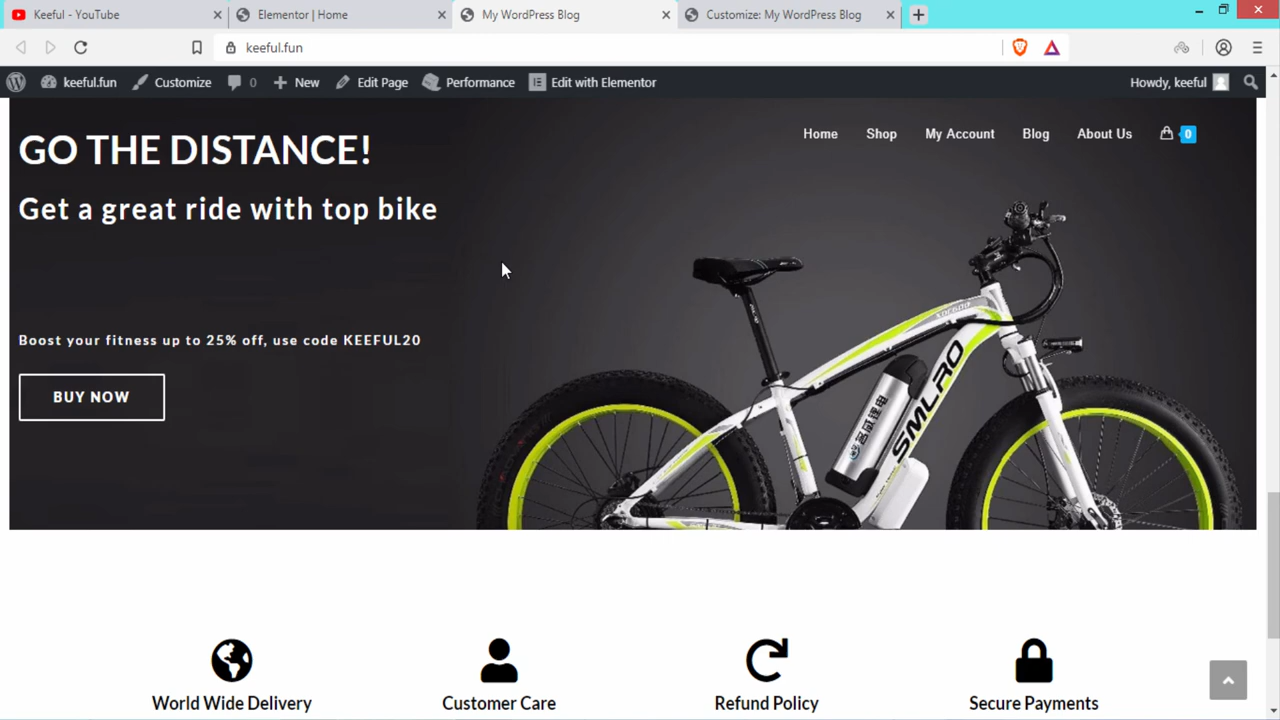 Keeful - YouTube
Elementor | Home
My WordPress Blog
Customize: My WordPress Blog
keeful.fun
keeful.fun
Customize
0
New
Edit Page
Performance
Edit with Elementor
Howdy, keeful
GO THE DISTANCE!
Home
Shop
My Account
Blog
About Us
0
Get a great ride with top bike
Boost your fitness up to 25% off, use code KEEFUL20
BUY NOW
SMLRO
World Wide Delivery
Customer Care
Refund Policy
Secure Payments